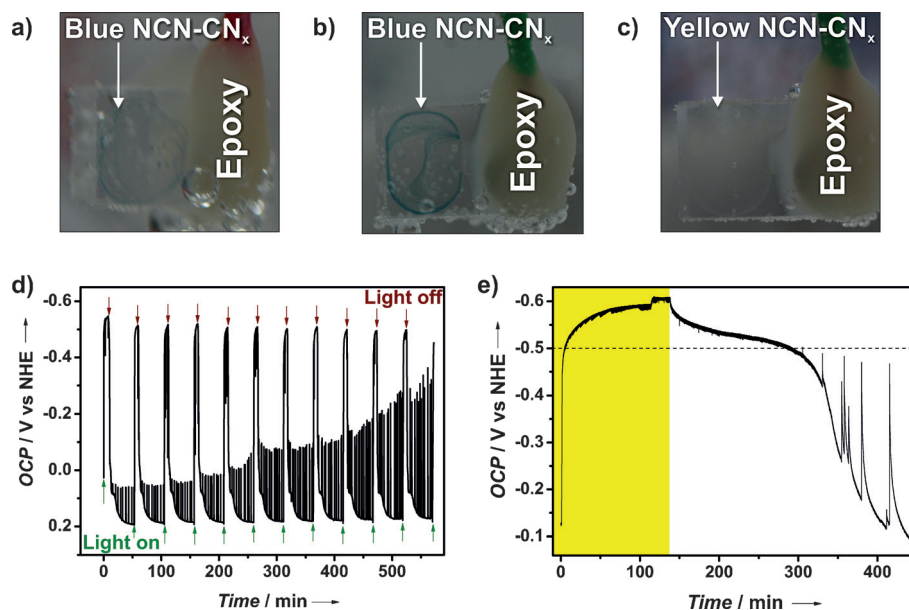 a)
Blue NCN-CNx
Epoxy
b)
Blue NCN-CNx
Epoxy
c)
Yellow NCN-CNx
Epoxy
d)
Light off
Light on
OCP / V vs NHE →
-0.6
-0.4
-0.2
0.0
0.2
0 100 200 300 400 500
Time / min →
e)
OCP / V vs NHE →
-0.6
-0.5
-0.4
-0.3
-0.2
-0.1
0 100 200 300 400
Time / min →